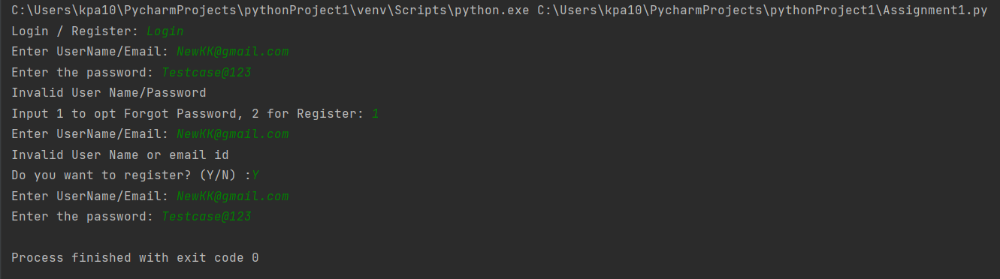 C:\Users\kpa10\PycharmProjects\pythonProject1\venv\Scripts\python.exe C:\Users\kpa10\PycharmProjects\pythonProject1\Assignment1.py
Login / Register: Login
Enter UserName/Email: NewKK@gmail.com
Enter the password: Testcase@123
Invalid User Name/Password
Input 1 to opt Forgot Password, 2 for Register: 1
Enter UserName/Email: NewKK@gmail.com
Invalid User Name or email id
Do you want to register? (Y/N) :Y
Enter UserName/Email: NewKK@gmail.com
Enter the password: Testcase@123
Process finished with exit code 0